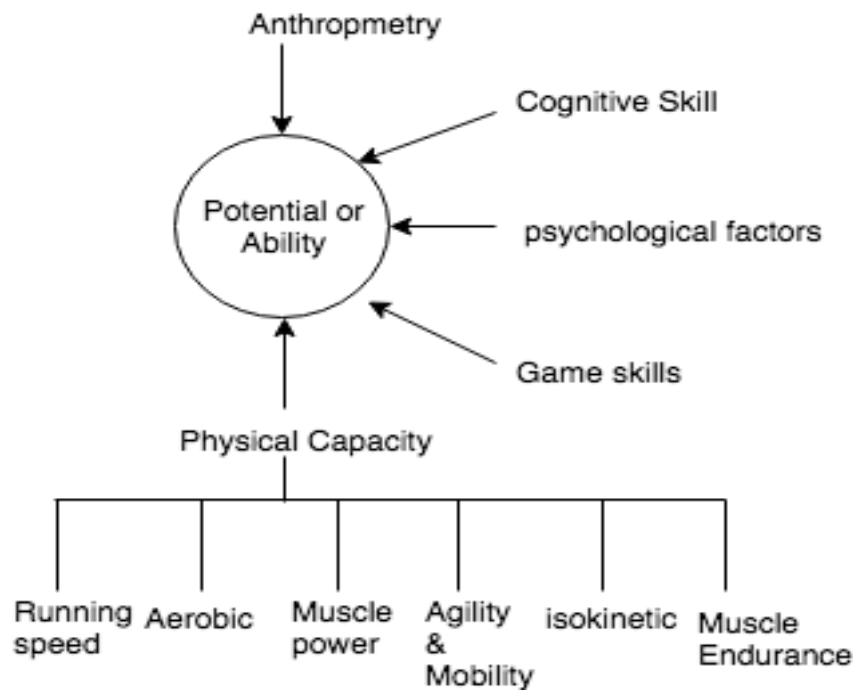 Anthropmetry
Cognitive Skill
Potential or
Ability
psychological factors
Game skills
Physical Capacity
Running
speed
Aerobic
Muscle
power
Agility
&
Mobility
isokinetic
Muscle
Endurance